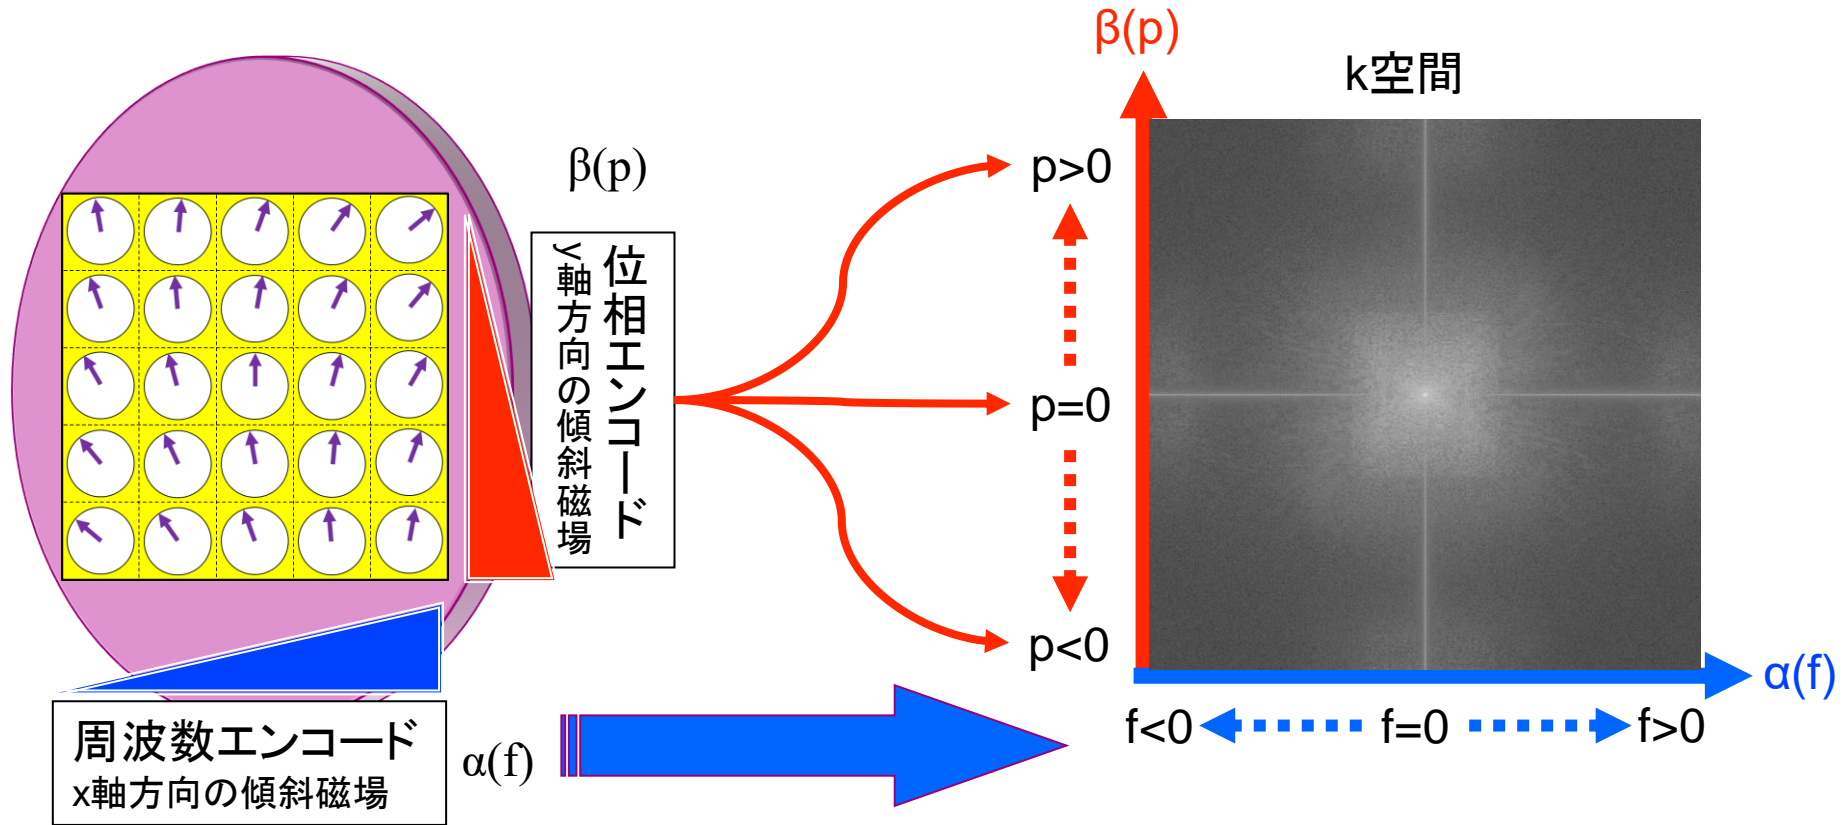 β(p)
k空間
β(p)
p>0
位相エンコード
y軸方向の傾斜磁場
p=0
p<0
α(f)
f<0
f=0
f>0
周波数エンコード
x軸方向の傾斜磁場
α(f)